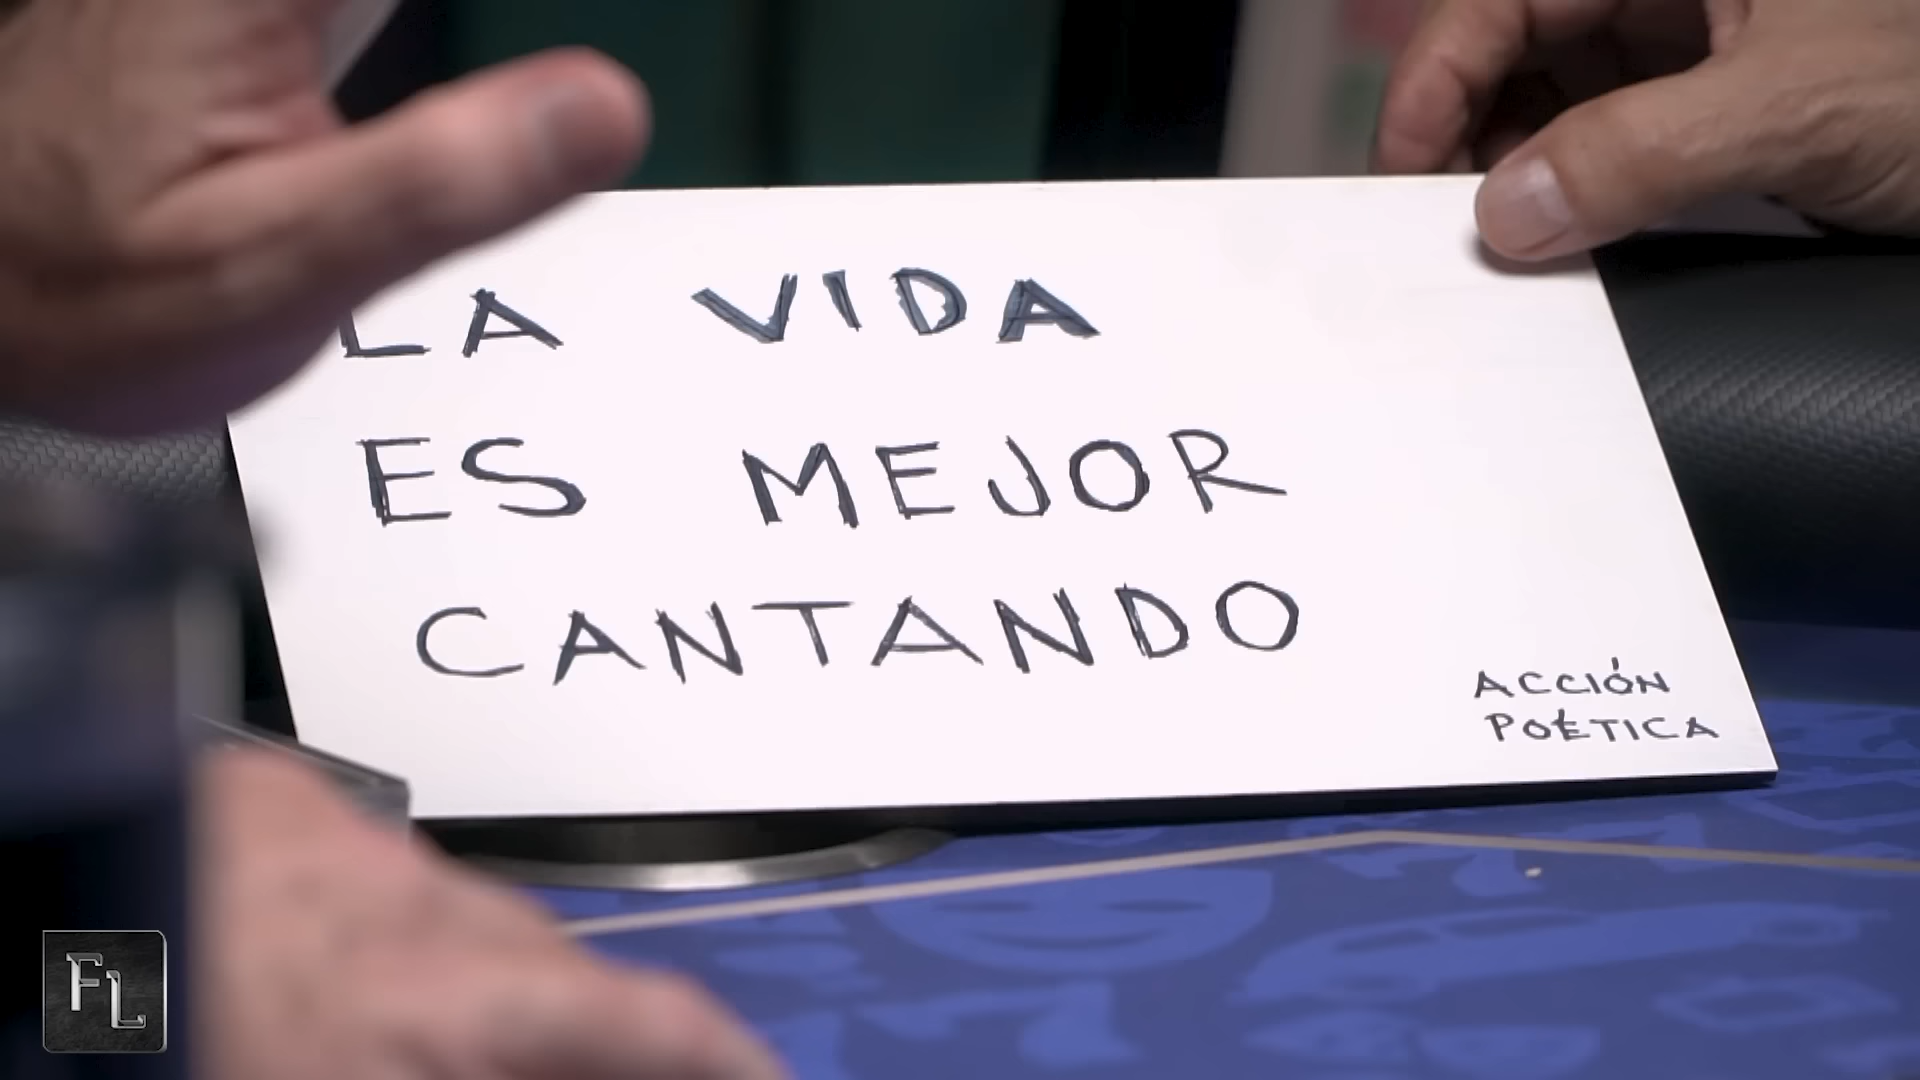 LA VIDA
ES MEJOR
CANTANDO
ACCIÓN
POÉTICA
FL